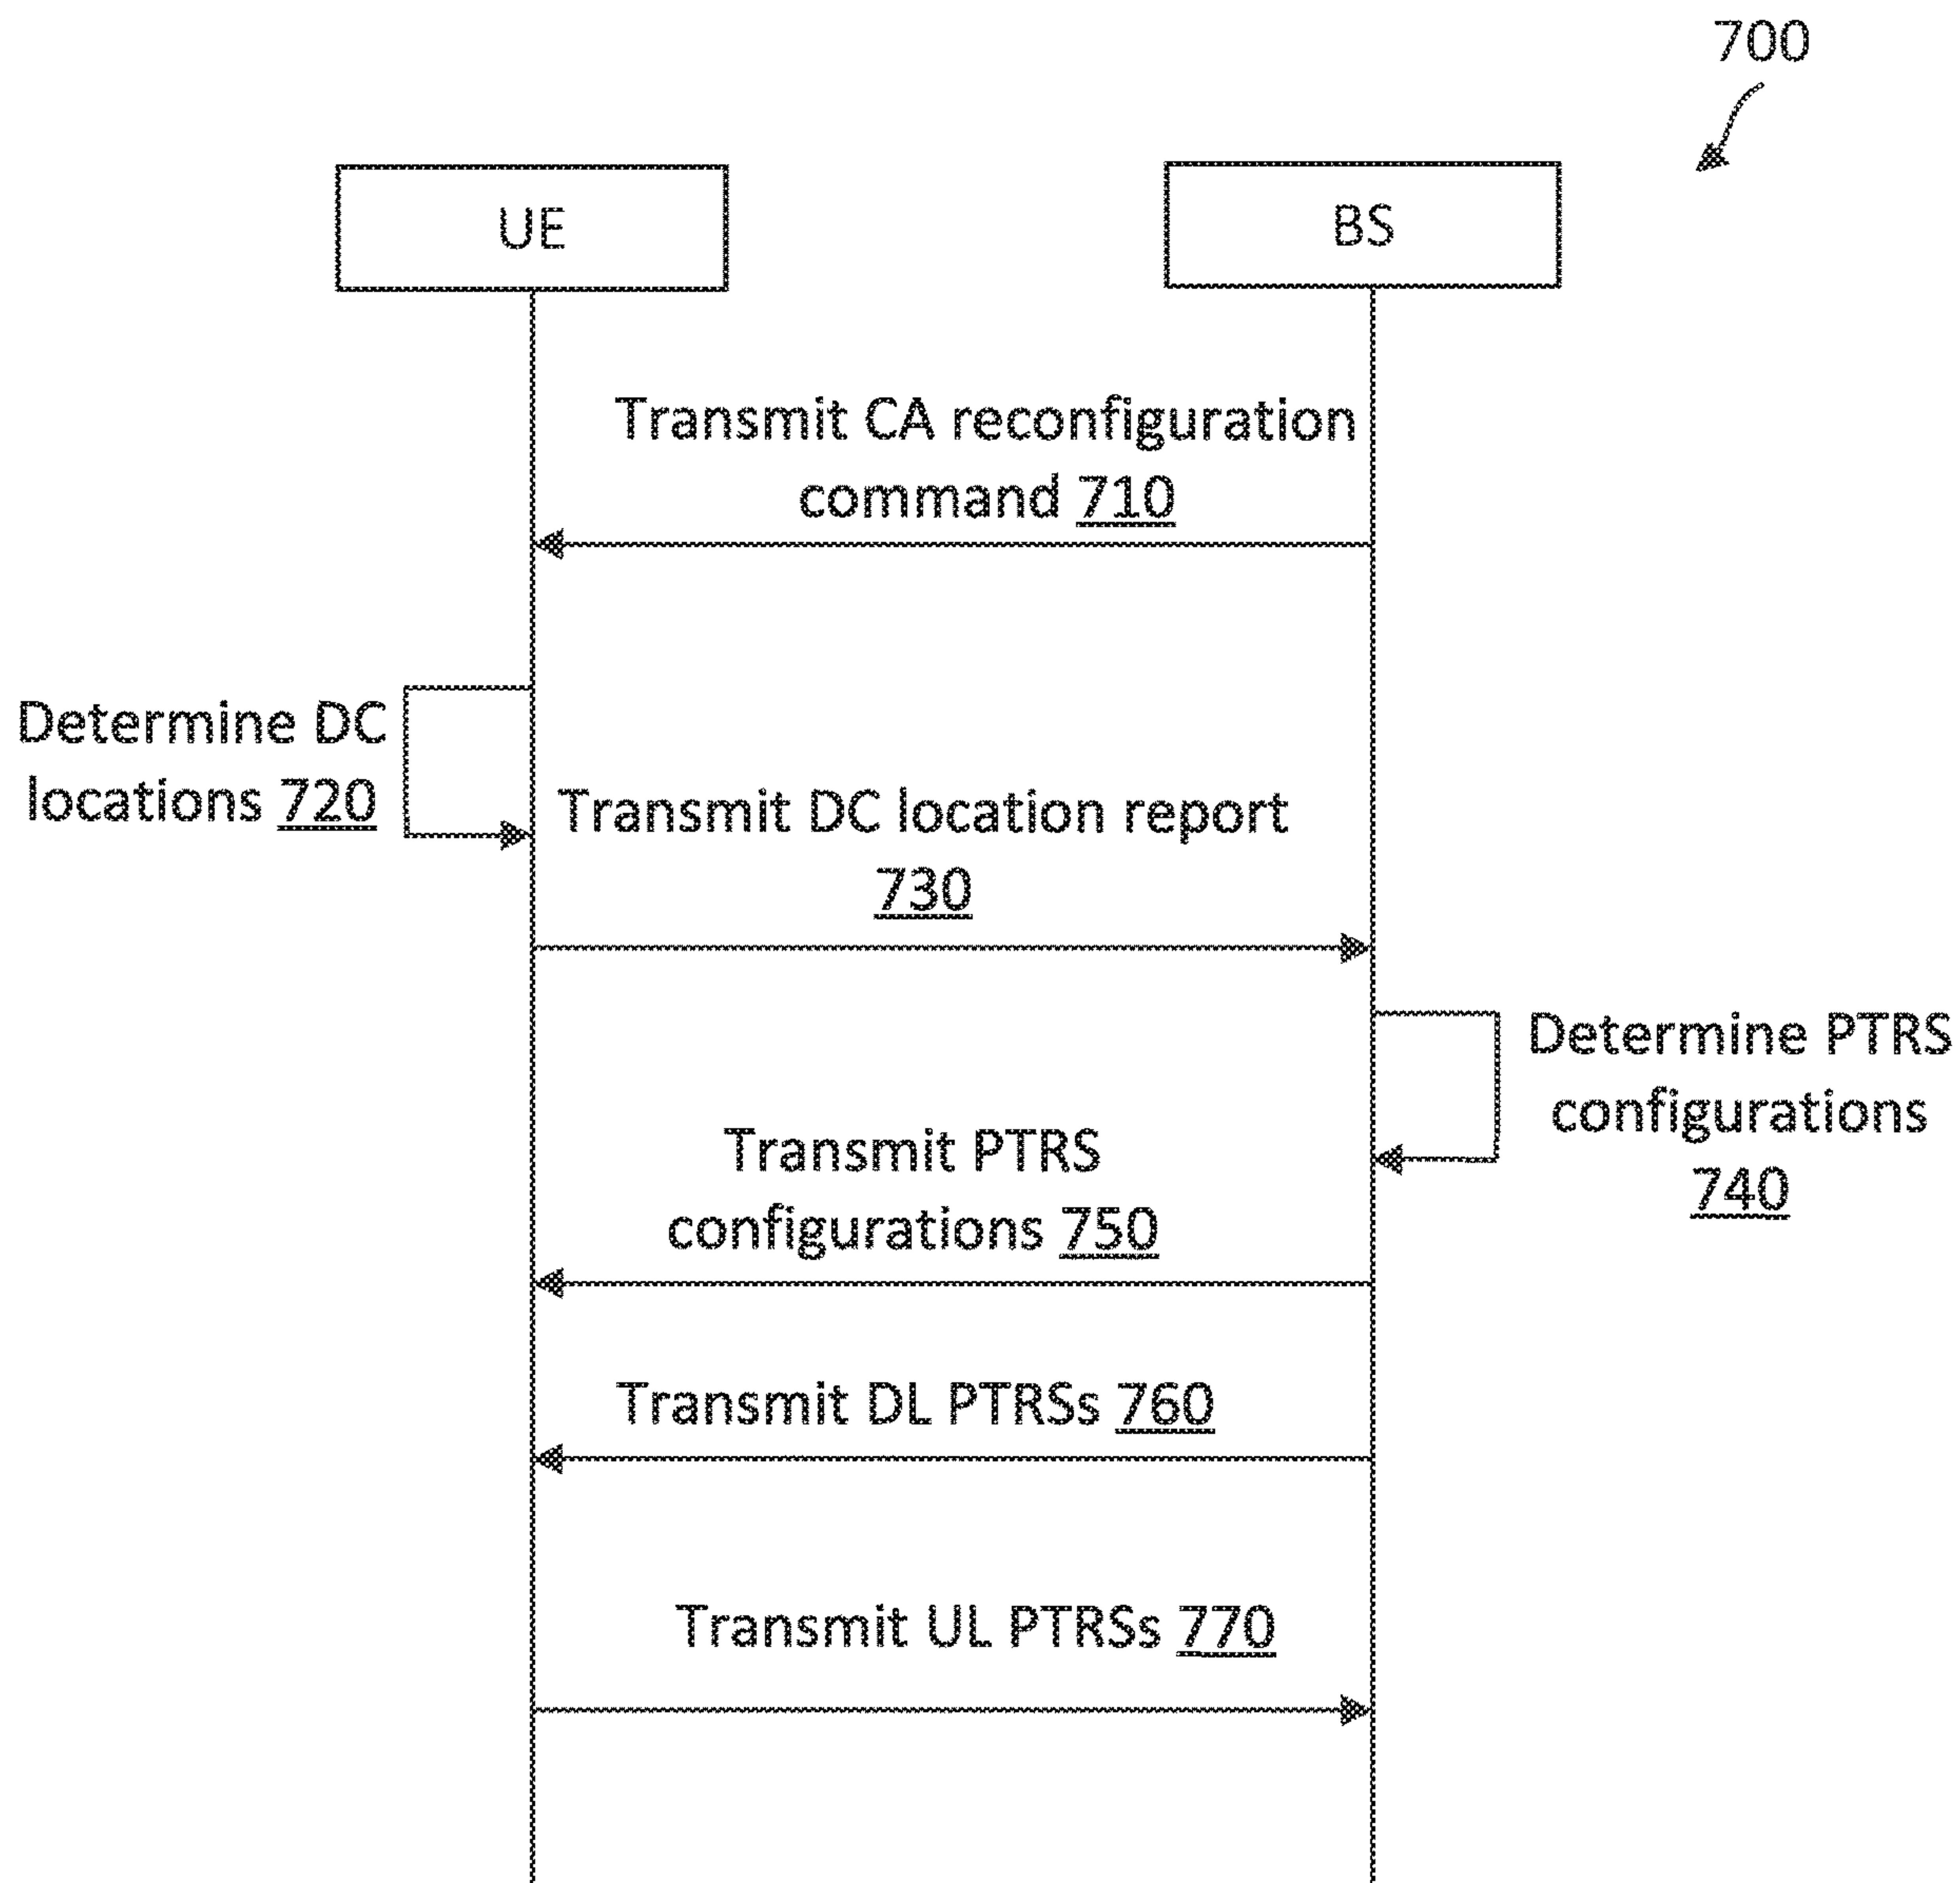 700
UE
BS
Transmit CA reconfiguration
command 710
Determine DC
locations 720
Transmit DC location report
730
Determine PTRS
configurations
740
Transmit PTRS
configurations 750
Transmit DL PTRSs 760
Transmit UL PTRSs 770